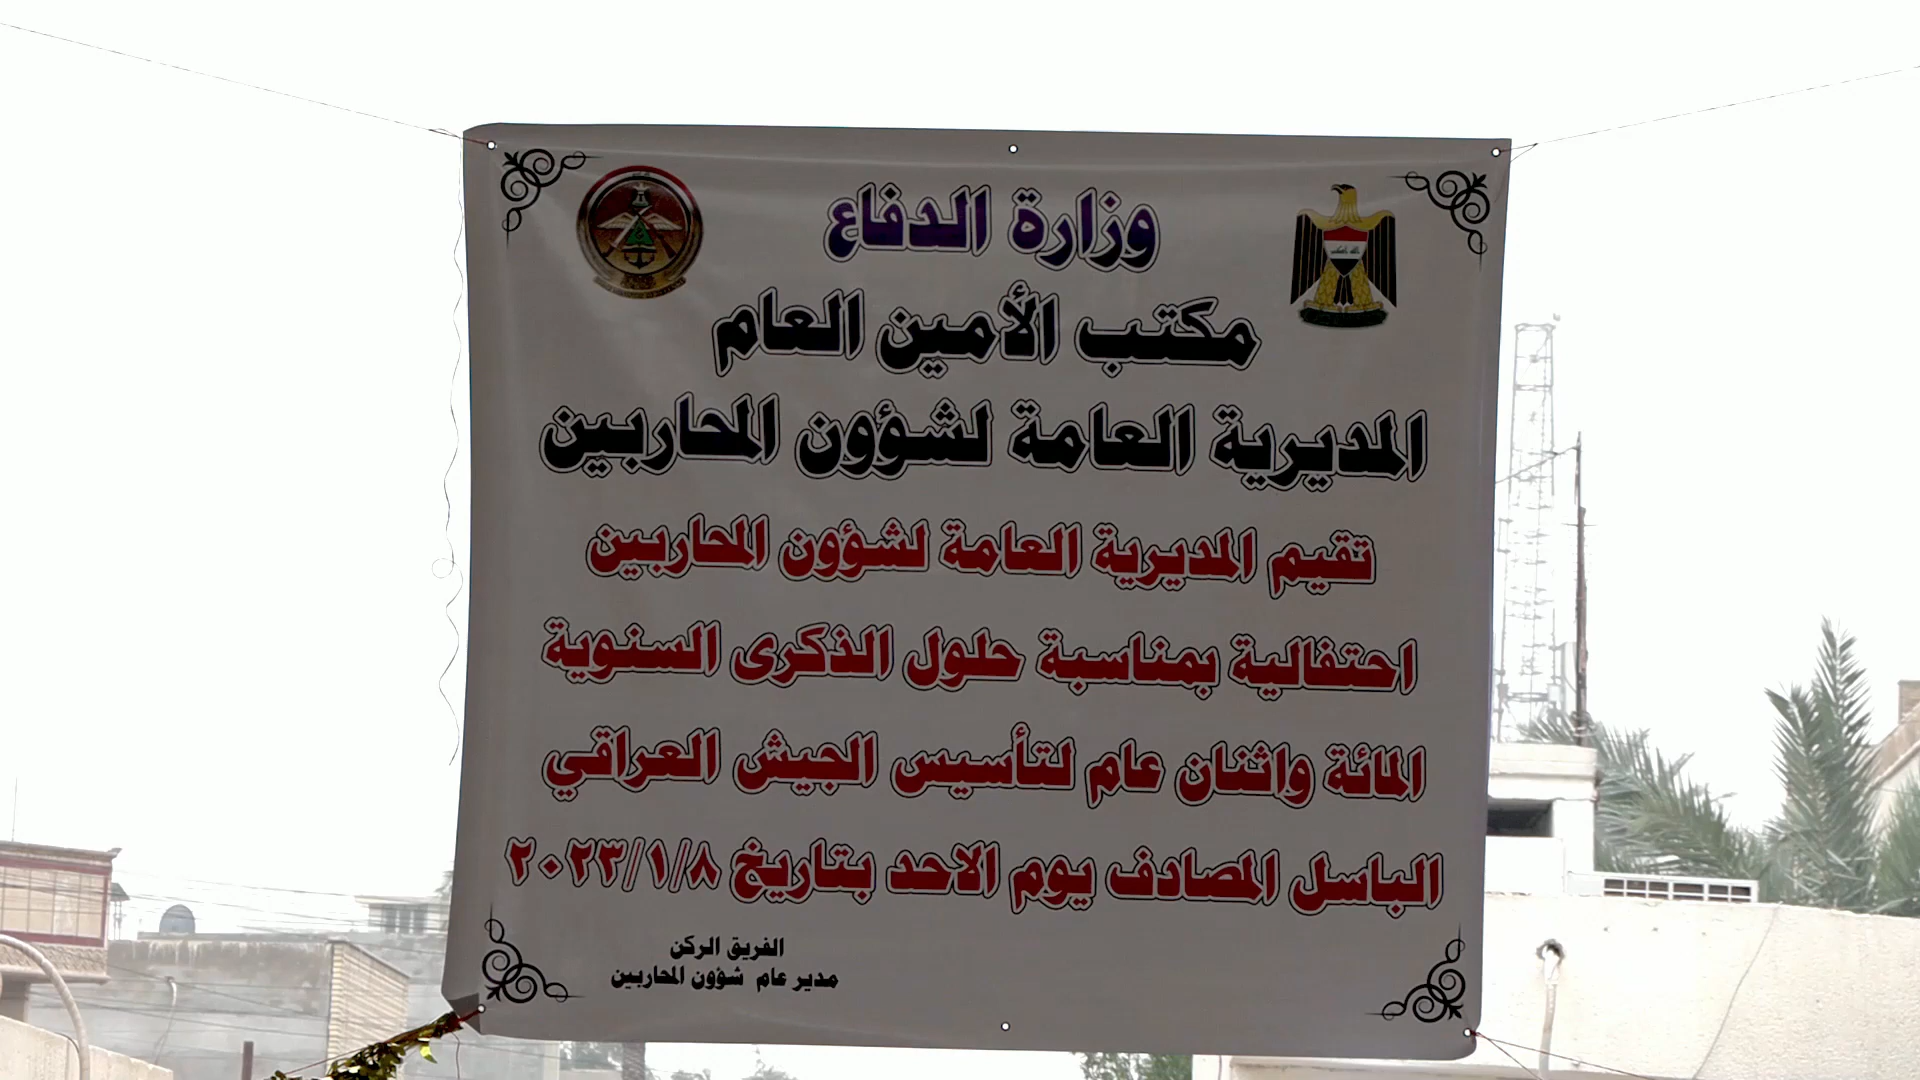 وزارة الدفاع
مكتب الأمين العام
المديرية العامة لشؤون المحاربين
تقيم المديرية العامة لشؤون المحاربين
احتفالية بمناسبة حلول الذكرى السنوية
المائة واثنان عام لتأسيس الجيش العراقي
الباسل المصادف يوم الاحد بتاريخ ٢٠٢٣/١/٨
الفريق الركن
مدير عام شؤون المحاربين